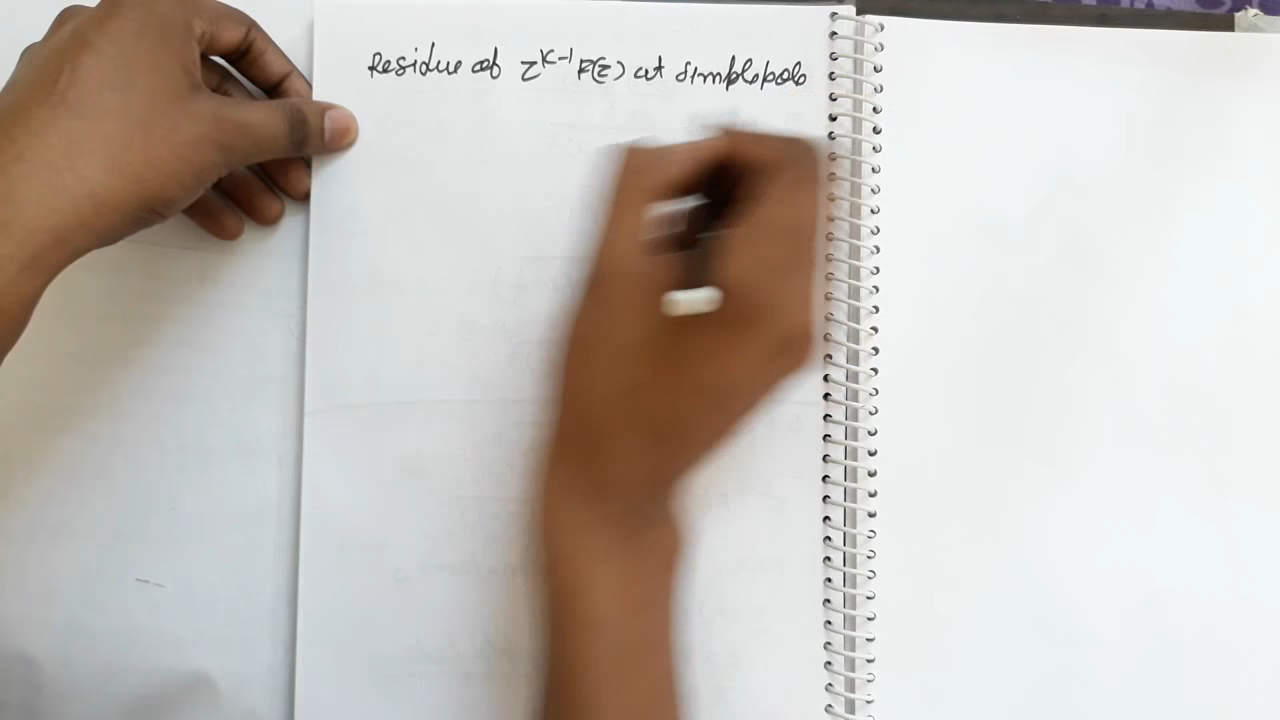 Residue of z^{k-1} F(z) at simple pole